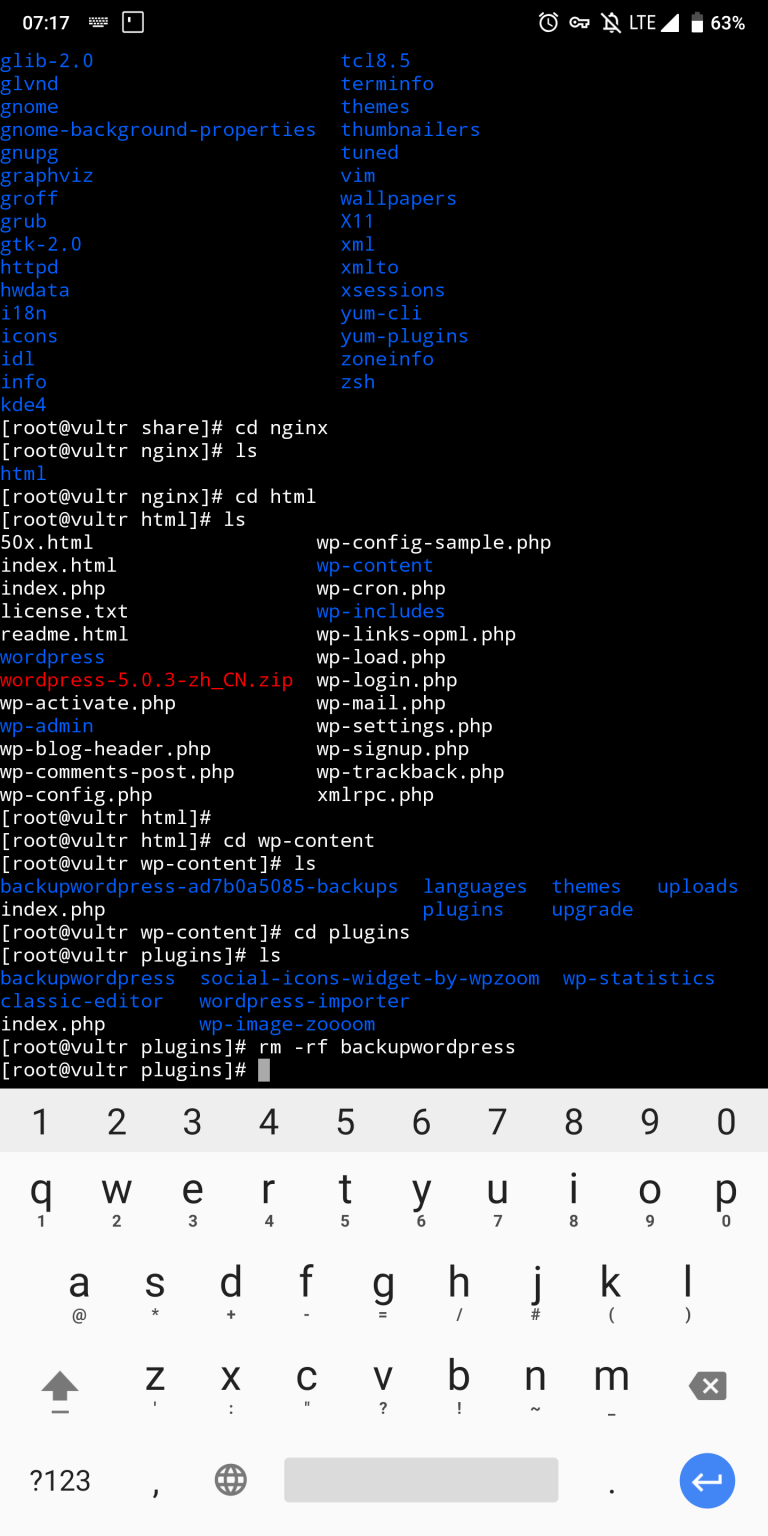 07:17 LTE 63%
glib-2.0 tcl8.5
glvnd terminfo
gnome themes
gnome-background-properties thumbnailers
gnupg tuned
graphviz vim
groff wallpapers
grub X11
gtk-2.0 xml
httpd xmlto
hwdata xsessions
i18n yum-cli
icons yum-plugins
idl zoneinfo
info zsh
kde4
[root@vultr share]# cd nginx
[root@vultr nginx]# ls
html
[root@vultr nginx]# cd html
[root@vultr html]# ls
50x.html wp-config-sample.php
index.html wp-content
index.php wp-cron.php
license.txt wp-includes
readme.html wp-links-opml.php
wordpress wp-load.php
wordpress-5.0.3-zh_CN.zip wp-login.php
wp-activate.php wp-mail.php
wp-admin wp-settings.php
wp-blog-header.php wp-signup.php
wp-comments-post.php wp-trackback.php
wp-config.php xmlrpc.php
[root@vultr html]#
[root@vultr html]# cd wp-content
[root@vultr wp-content]# ls
backupwordpress-ad7b0a5085-backups languages themes uploads
index.php plugins upgrade
[root@vultr wp-content]# cd plugins
[root@vultr plugins]# ls
backupwordpress social-icons-widget-by-wpzoom wp-statistics
classic-editor wordpress-importer
index.php wp-image-zoooom
[root@vultr plugins]# rm -rf backupwordpress
[root@vultr plugins]#
1 2 3 4 5 6 7 8 9 0
q w e r t y u i o p
1 2 3 4 5 6 7 8 9 0
a s d f g h j k l
@ * + - = / # ( )
z x c v b n m
' : " ? ! ~ _
?123 , .